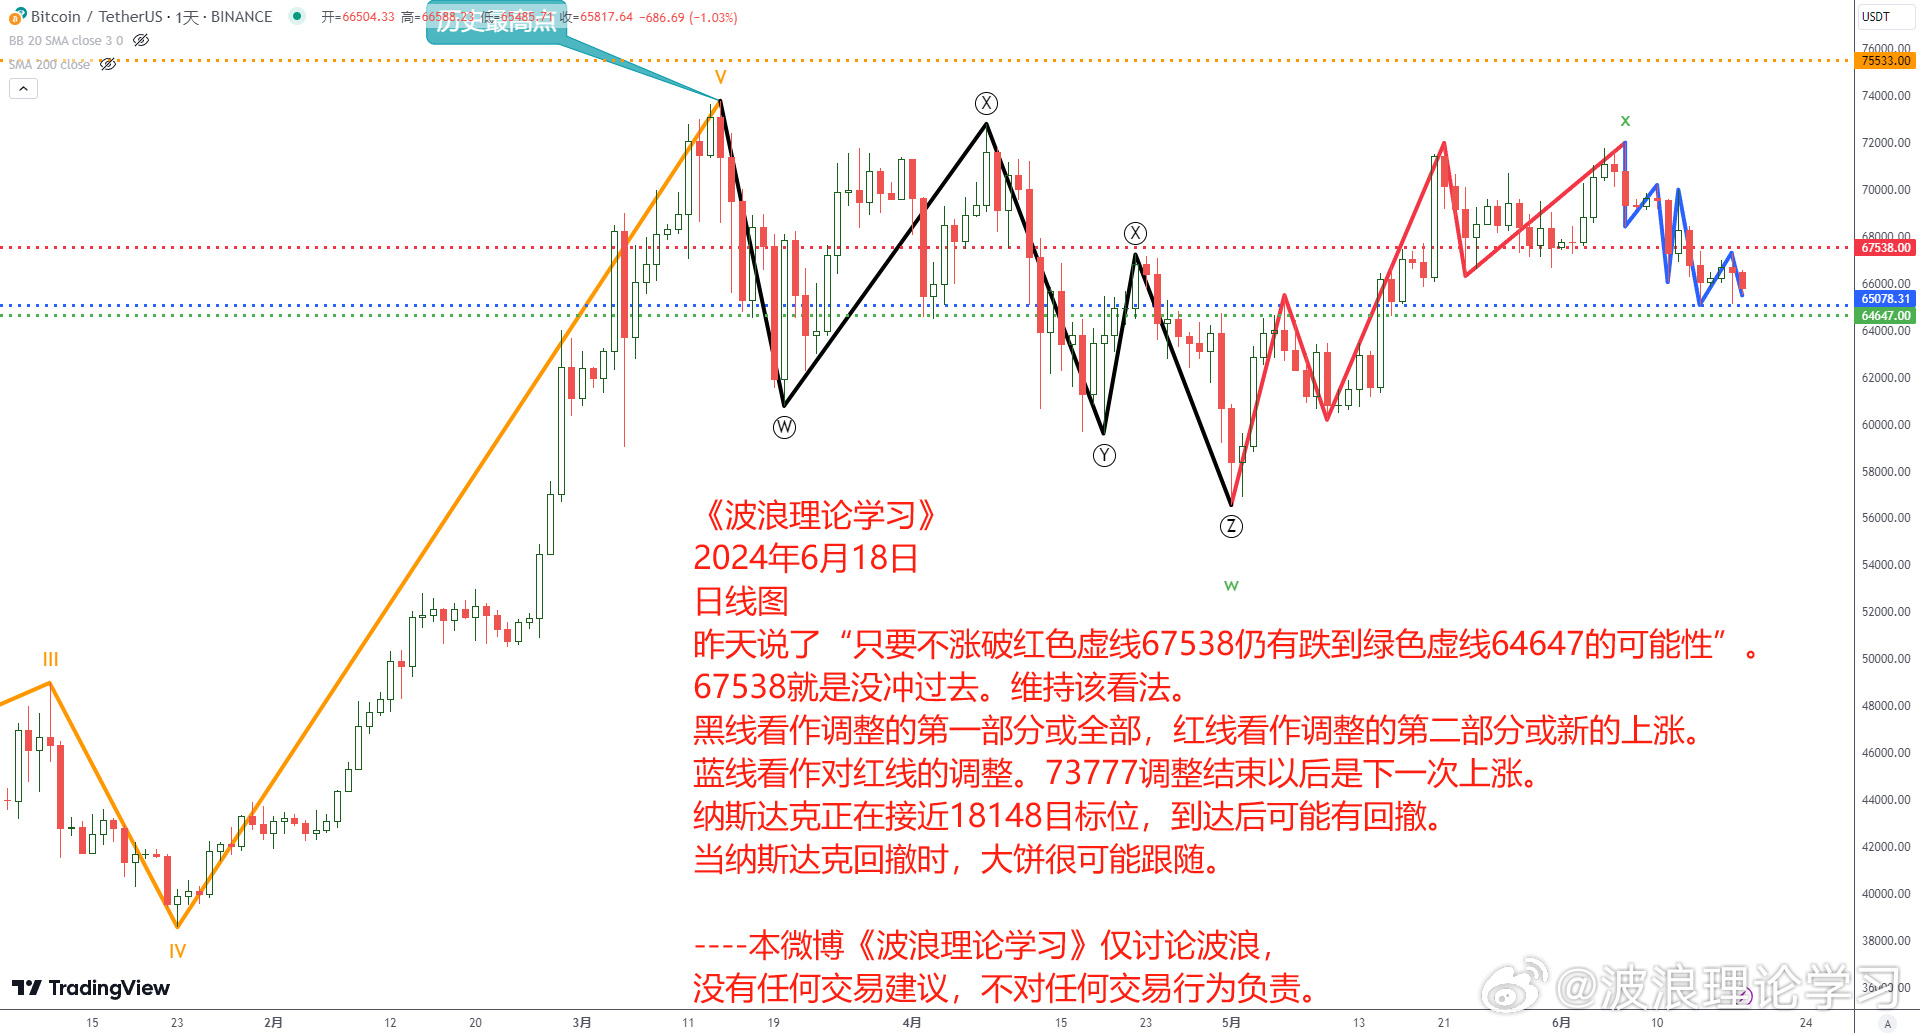 Bitcoin / TetherUS · 1天 · BINANCE 开=66504.33 高=66588.23 低=65485.71 收=65817.64 -686.69 (-1.03%)
历史最高点
BB 20 SMA close 3 0
SMA 200 close
USDT
76000.00
75533.00
74000.00
72000.00
70000.00
68000.00
67538.00
66000.00
65078.31
64647.00
64000.00
62000.00
60000.00
58000.00
56000.00
54000.00
52000.00
50000.00
48000.00
46000.00
44000.00
42000.00
40000.00
38000.00
V
X
X
X
W
Y
Z
W
III
IV
《波浪理论学习》
2024年6月18日
日线图
昨天说了“只要不涨破红色虚线67538仍有跌到绿色虚线64647的可能性”。
67538就是没冲过去。维持该看法。
黑线看作调整的第一部分或全部，红线看作调整的第二部分或新的上涨。
蓝线看作对红线的调整。73777调整结束以后是下一次上涨。
纳斯达克正在接近18148目标位，到达后可能有回撤。
当纳斯达克回撤时，大饼很可能跟随。
----本微博《波浪理论学习》仅讨论波浪，
没有任何交易建议，不对任何交易行为负责。
TradingView
@波浪理论学习
15 23 2月 12 20 3月 11 19 4月 15 23 5月 13 21 6月 10 24 A